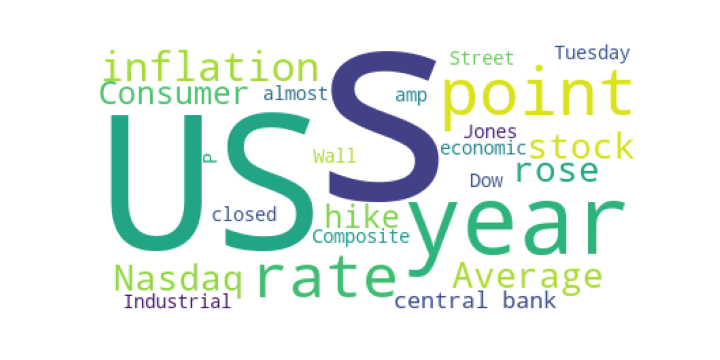 Street Tuesday
inflation S point
Consumer almost amp
US Jones
P Wall economic stock
Dow rose
closed hike year
Composite
Nasdaq rate Average
Industrial central bank